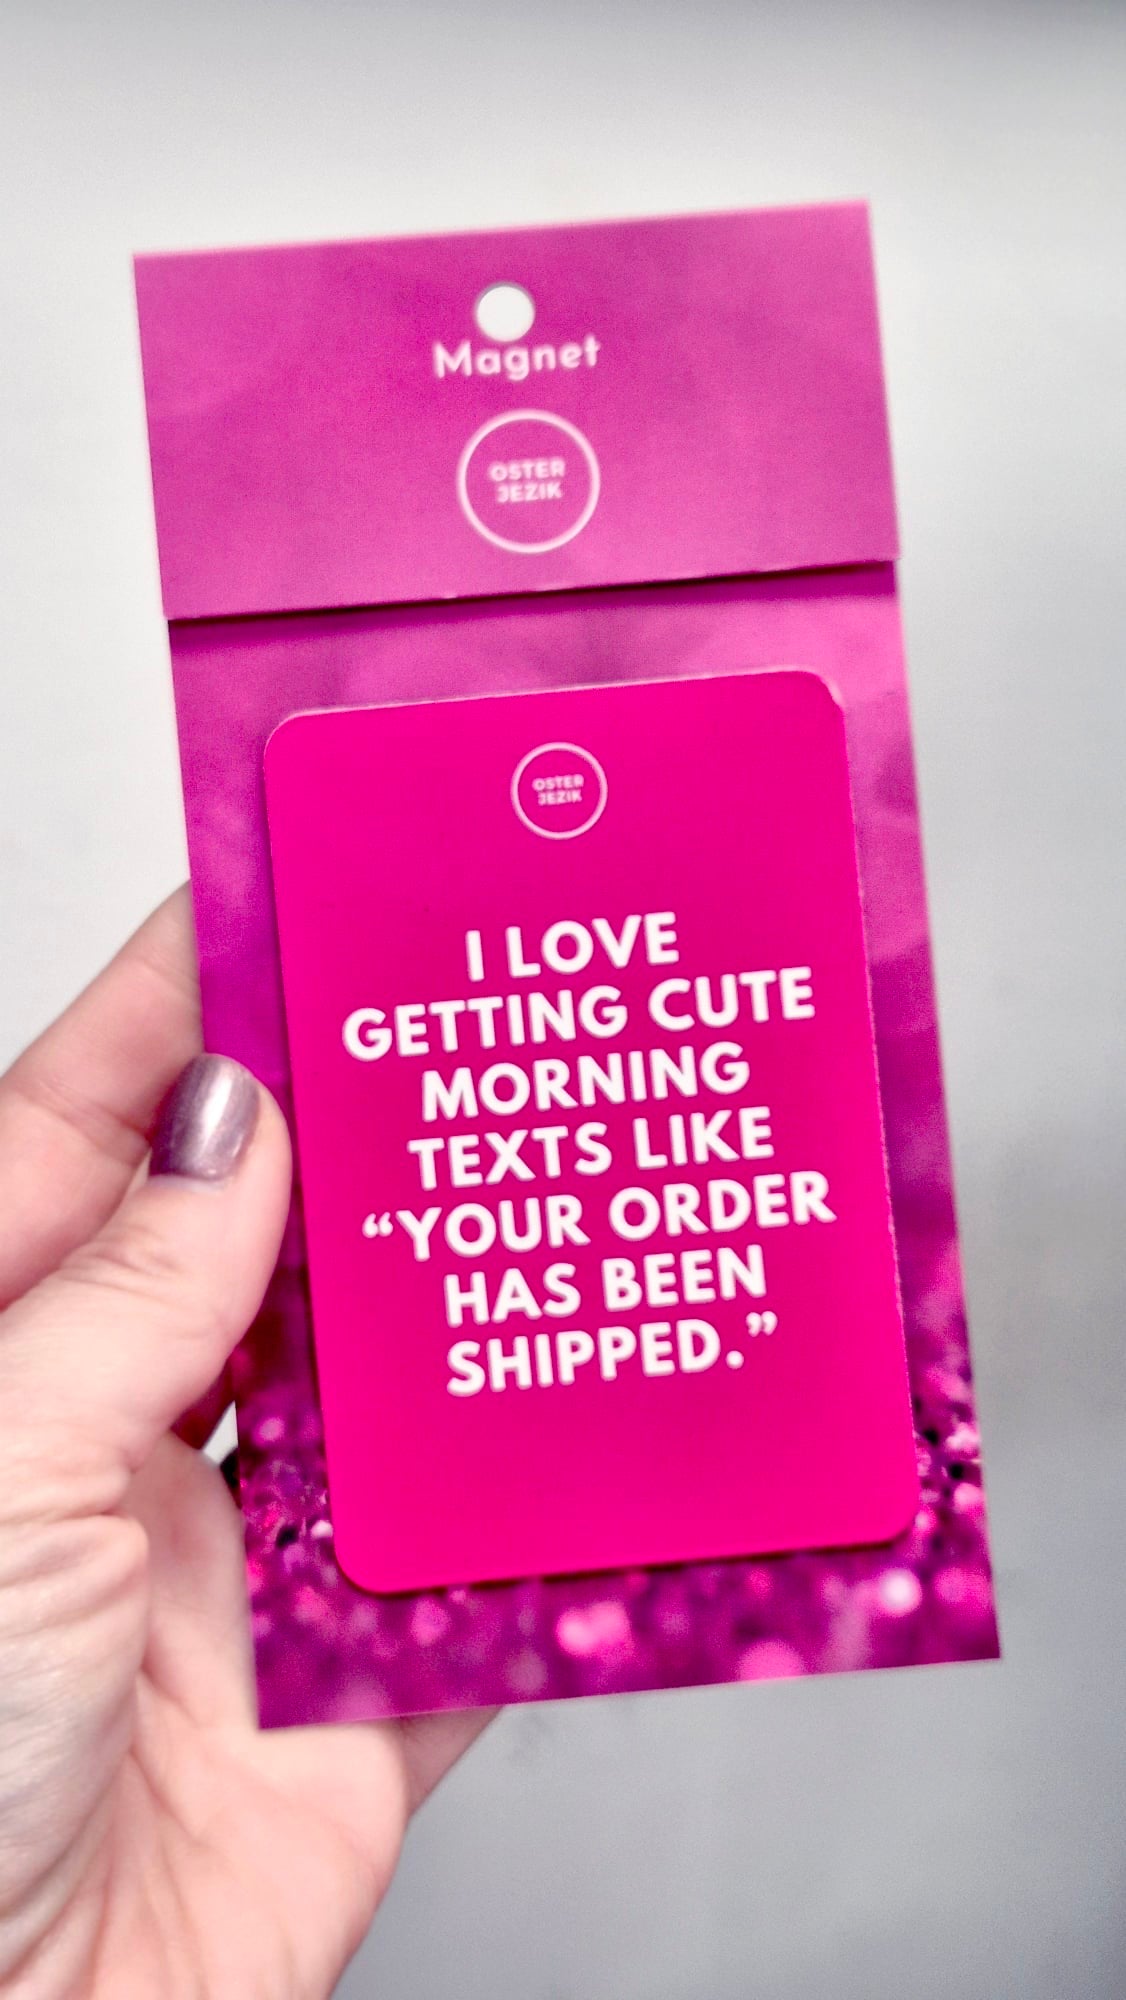 Magnet
OSTER
JEZIK
OSTER
JEZIK
I LOVE
GETTING CUTE
MORNING
TEXTS LIKE
“YOUR ORDER
HAS BEEN
SHIPPED.”